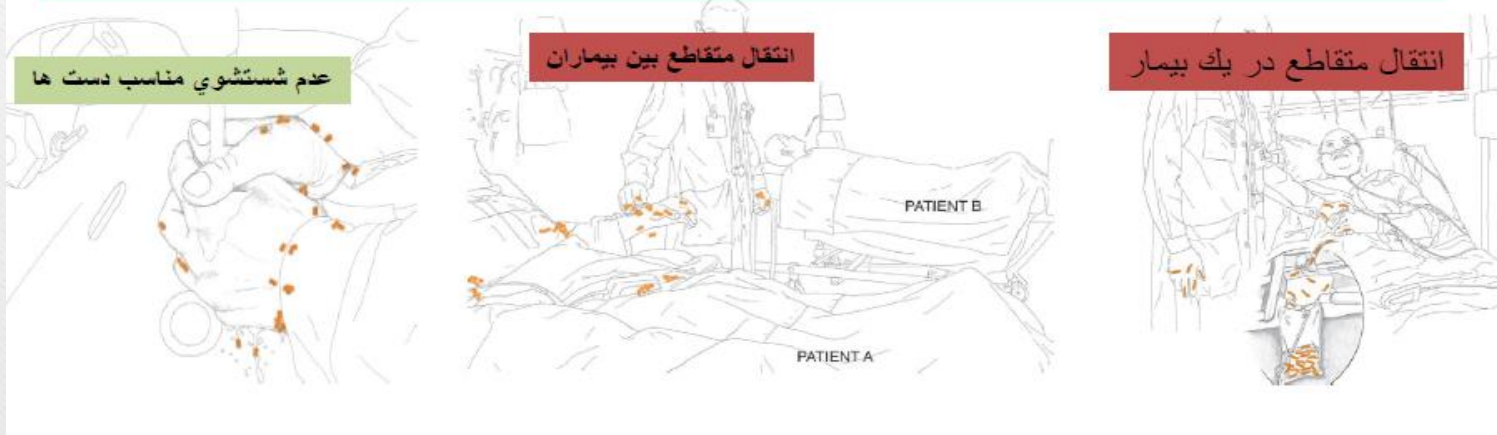 انتقال متقاطع در يك بيمار
انتقال متقاطع بين بيماران
عدم شستشوي مناسب دست ها
PATIENT B
PATIENT A